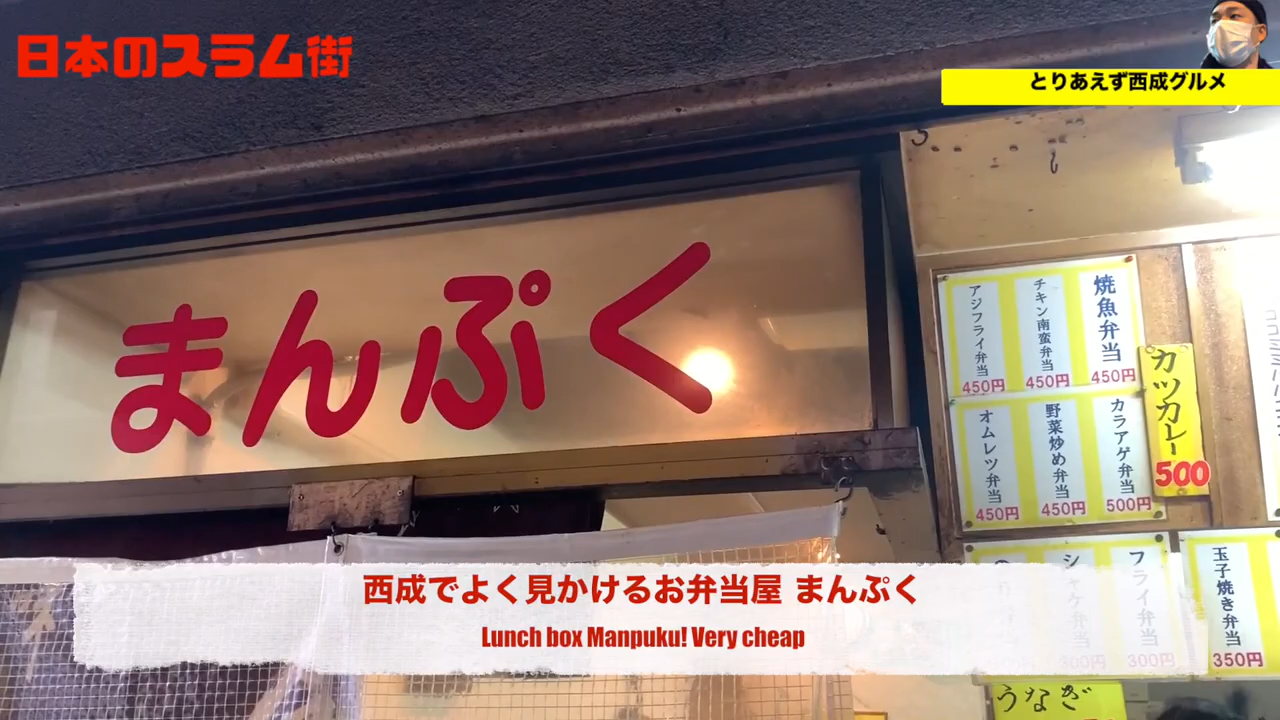 日本のスラム街
とりあえず西成グルメ
まんぷく
焼魚弁当
450円
チキン南蛮弁当
450円
アジフライ弁当
450円
カラアゲ弁当
500円
野菜炒め弁当
450円
オムレツ弁当
450円
カツカレー
500
玉子焼き弁当
350円
フライ弁当
300円
シャケ弁当
300円
うなぎ
西成でよく見かけるお弁当屋 まんぷく
Lunch box Manpuku! Very cheap